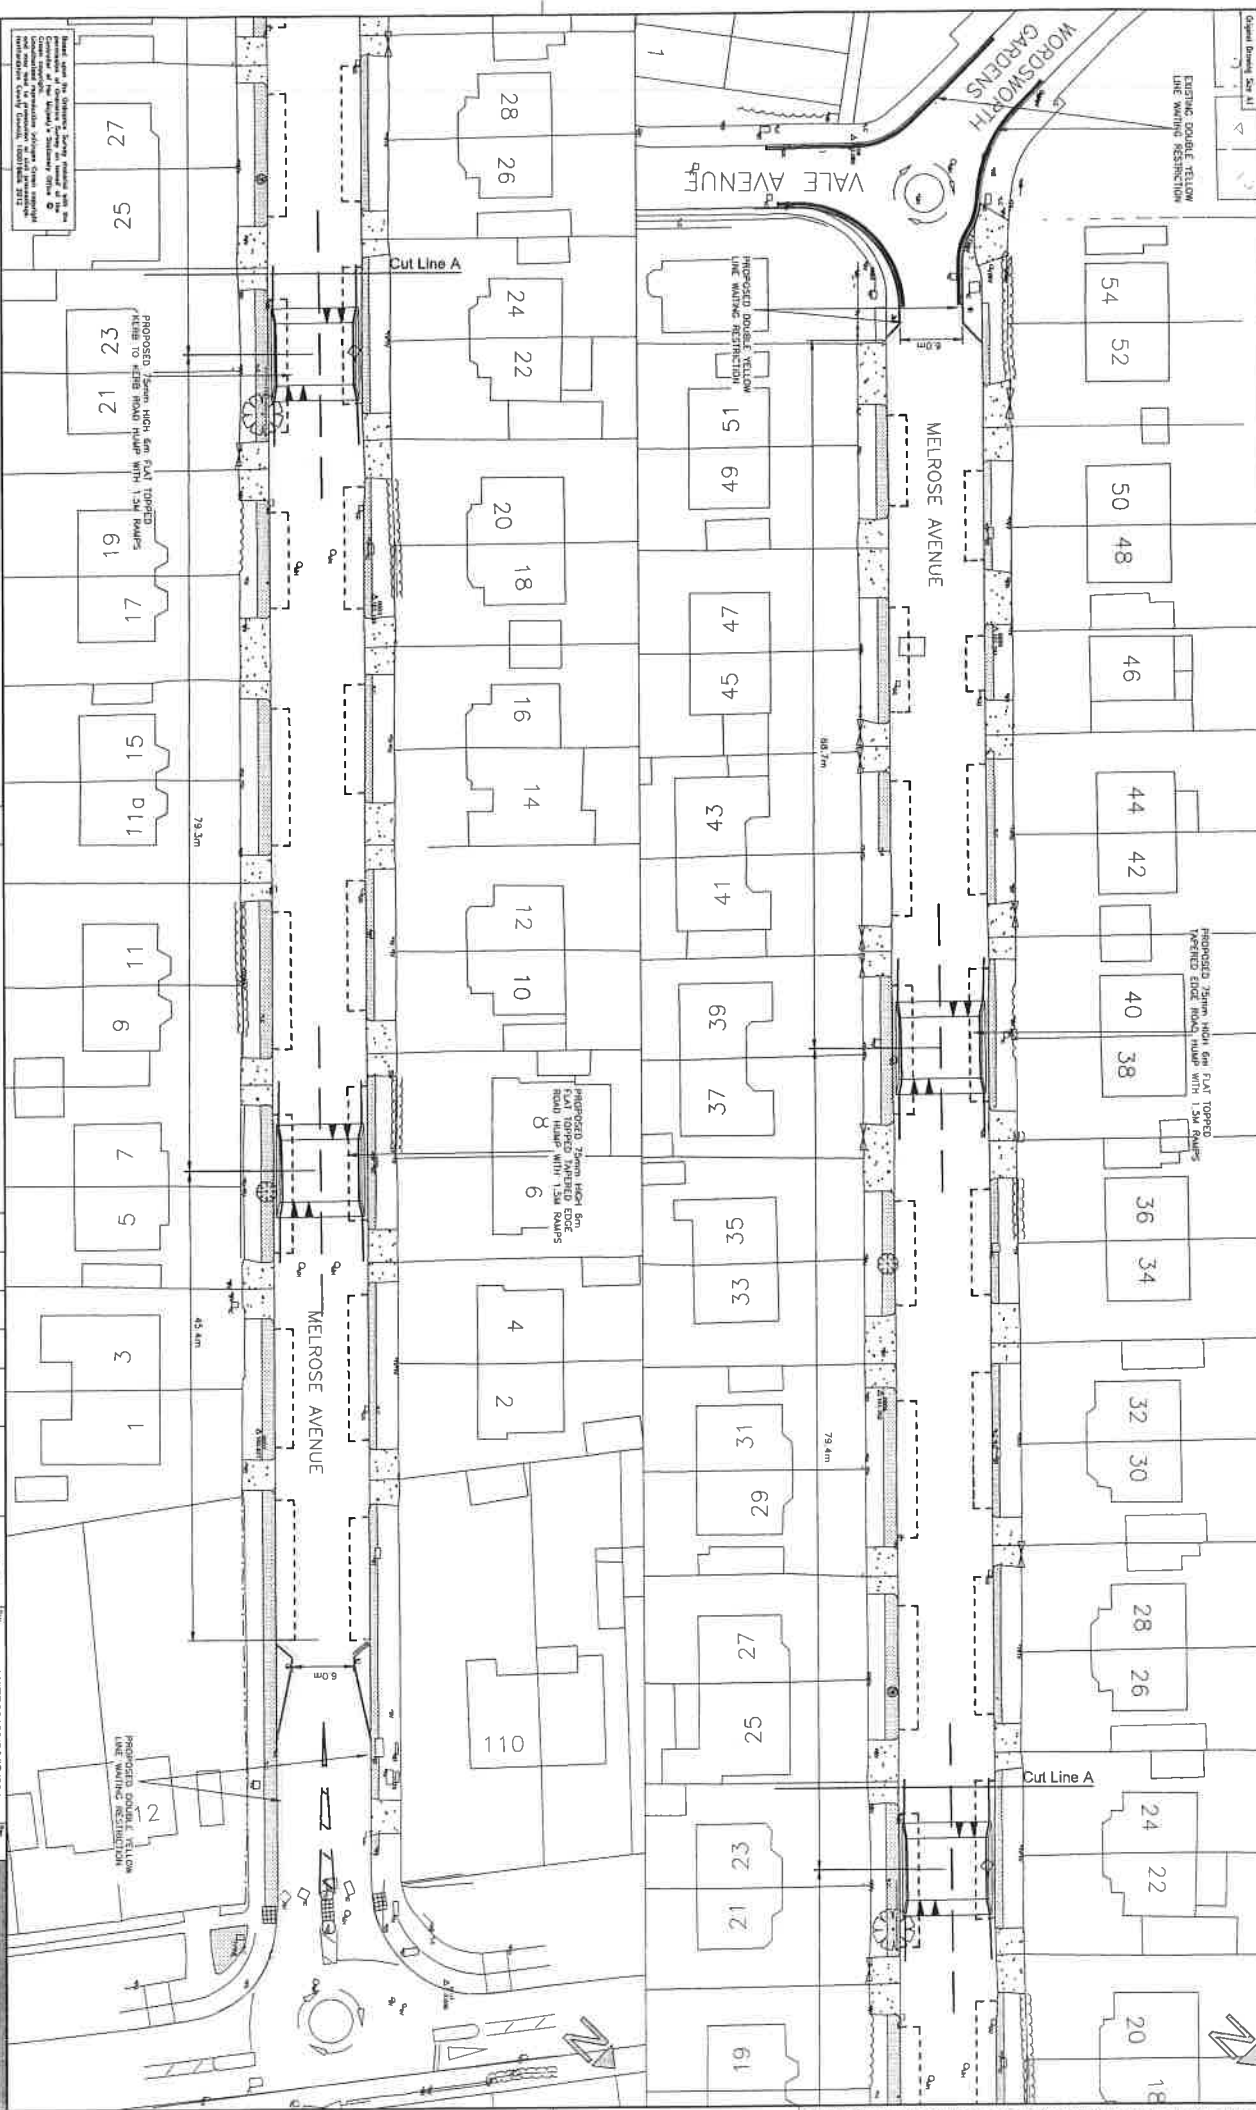 Original Drawing Size A1
EXISTING DOUBLE YELLOW
LINE WAITING RESTRICTION
WORDSWORTH
GARDENS
VALE AVENUE
1
PROPOSED DOUBLE YELLOW
LINE WAITING RESTRICTION
6.0m
MELROSE AVENUE
54
52
50
48
46
44
42
40
38
36
34
32
30
28
26
24
22
20
18
PROPOSED 75mm HIGH 6m FLAT TOPPED
TAPERED EDGE ROAD HUMP WITH 1.5M RAMPS
51
49
47
45
43
41
39
37
35
33
31
29
27
25
23
21
19
68.7m
79.4m
Cut Line A
N
28
26
24
22
20
18
16
14
12
10
8
6
4
2
110
Cut Line A
PROPOSED 75mm HIGH 6m
FLAT TOPPED TAPERED EDGE
ROAD HUMP WITH 1.5M RAMPS
MELROSE AVENUE
6.0m
27
25
23
21
19
17
15
11a
11
9
7
5
3
1
12
PROPOSED 75mm HIGH 6m FLAT TOPPED
KERB TO KERB ROAD HUMP WITH 1.5M RAMPS
79.3m
45.4m
PROPOSED DOUBLE YELLOW
LINE WAITING RESTRICTION
N